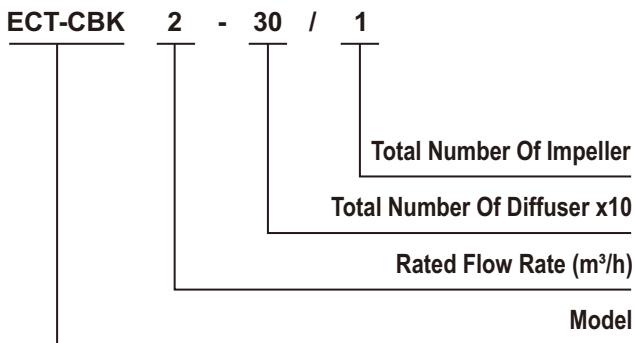 ECT-CBK 2 - 30 / 1
Total Number Of Impeller
Total Number Of Diffuser x10
Rated Flow Rate (m³/h)
Model